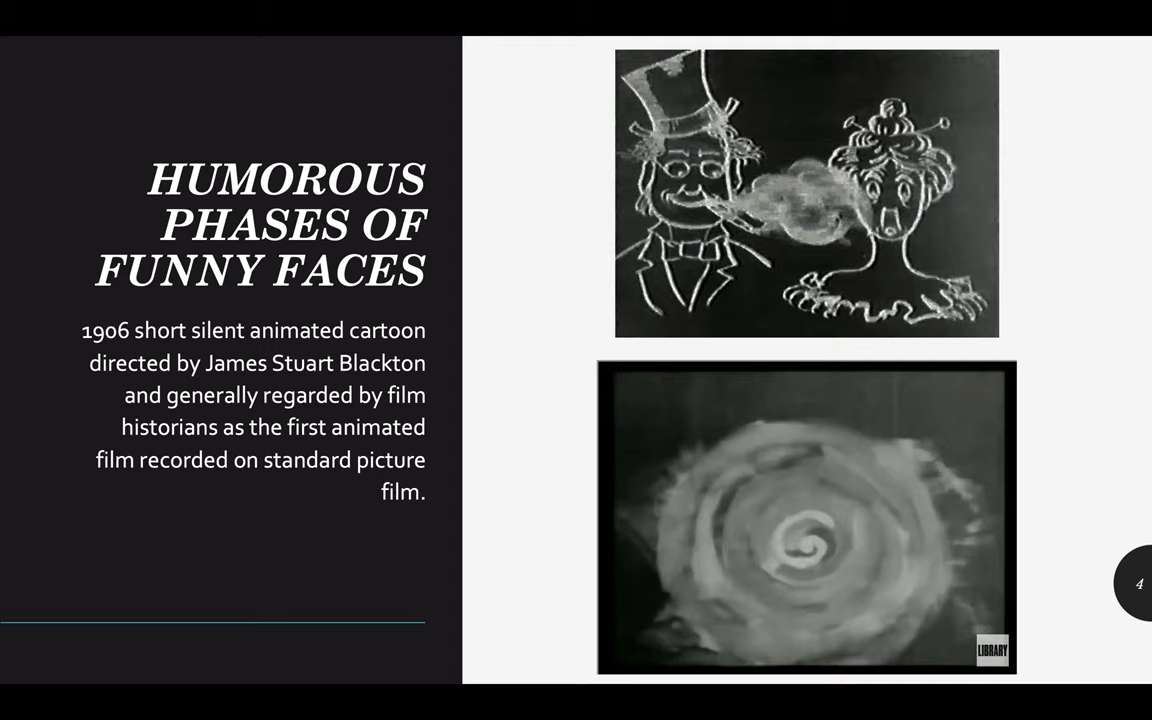 HUMOROUS
PHASES OF
FUNNY FACES
1906 short silent animated cartoon
directed by James Stuart Blackton
and generally regarded by film
historians as the first animated
film recorded on standard picture
film.
LIBRARY
4